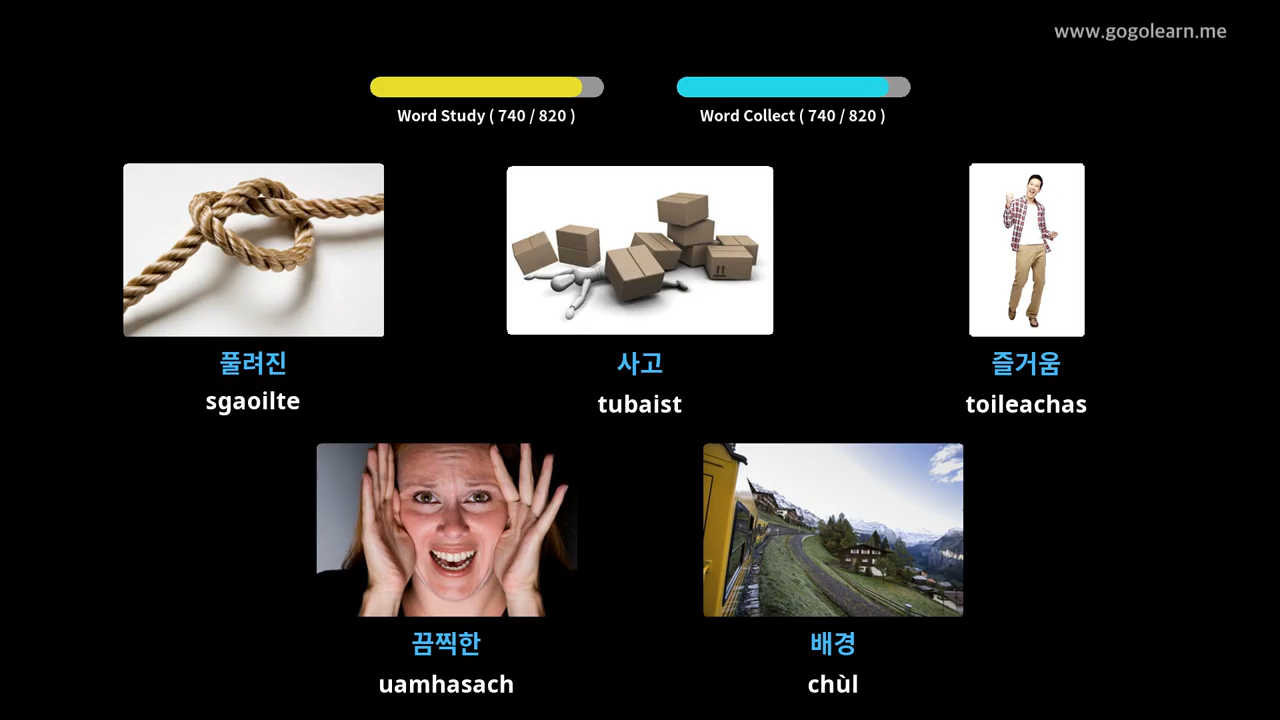 www.gogolearn.me
Word Study ( 740 / 820 )
Word Collect ( 740 / 820 )
풀려진
sgaoilte
사고
tubaist
즐거움
toileachas
끔찍한
uamhasach
배경
chùl